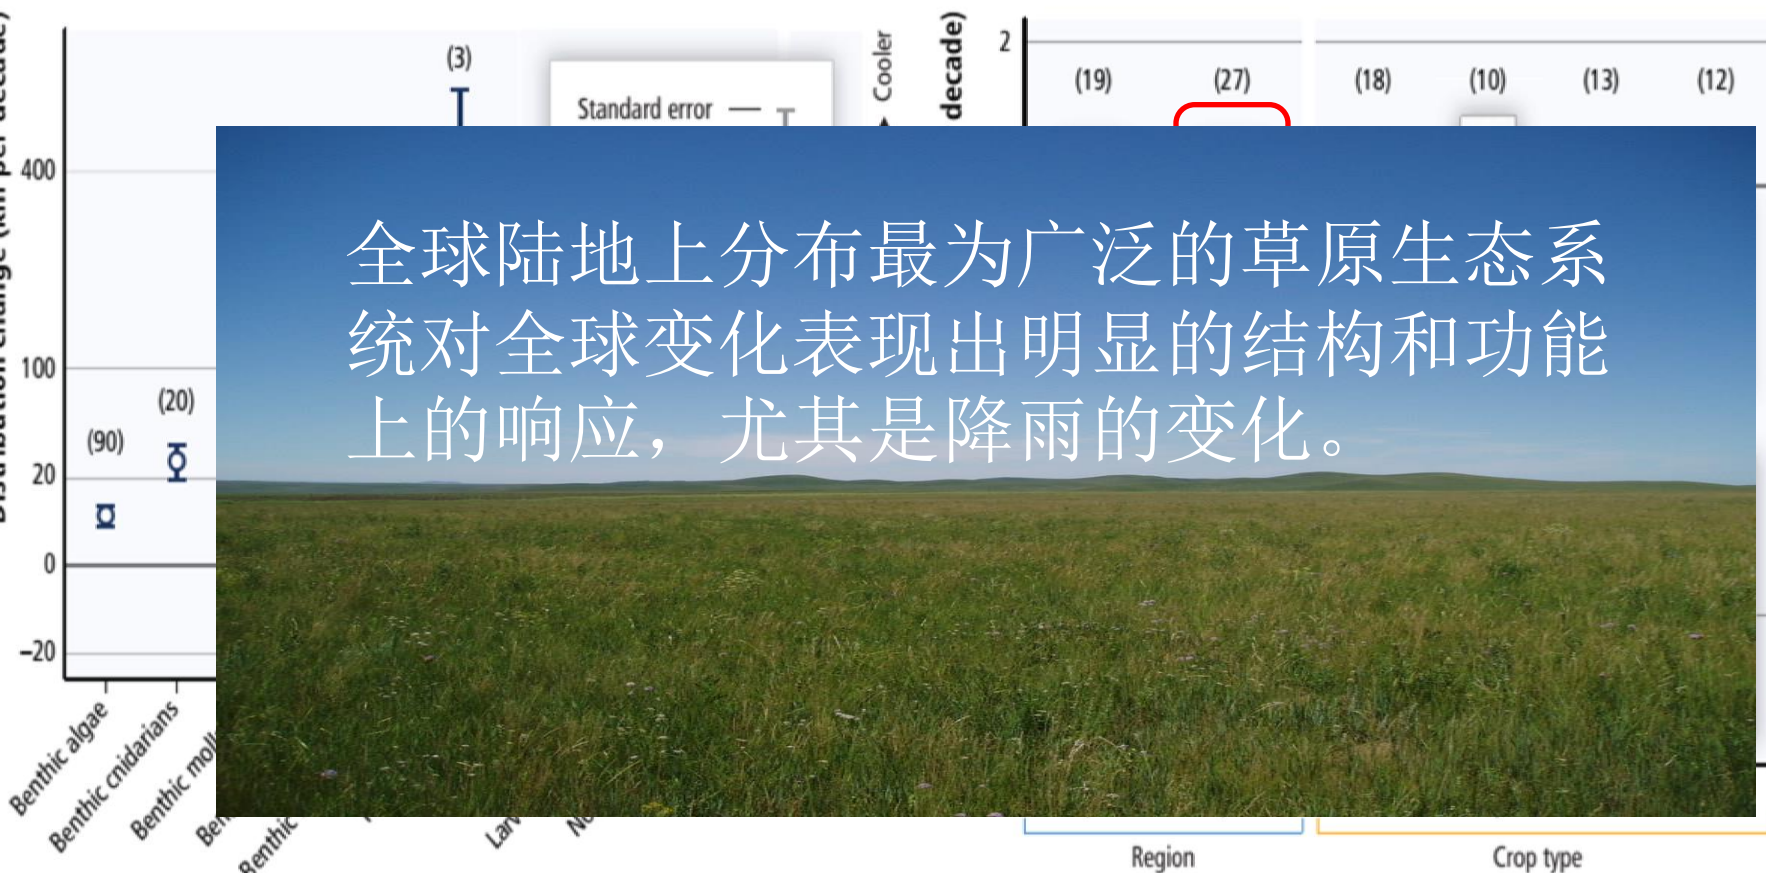 (3)
Standard error
Cooler
decade)
2
(19)
(27)
(18)
(10)
(13)
(12)
400
100
20
0
–20
(90)
(20)
全球陆地上分布最为广泛的草原生态系
统对全球变化表现出明显的结构和功能
上的响应，尤其是降雨的变化。
Benthic algae
Benthic cnidarians
Benthic
Benthic
Region
Crop type